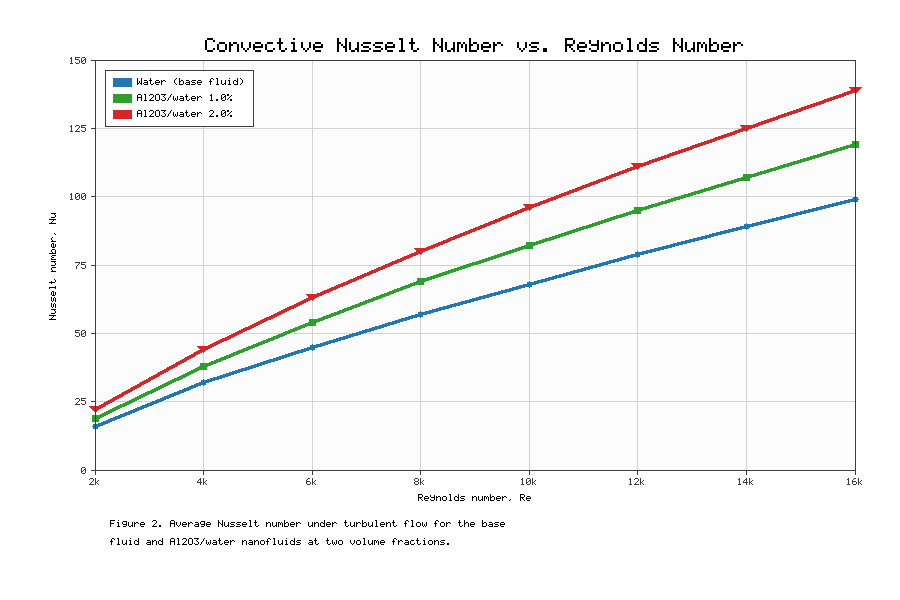 Convective Nusselt Number vs. Reynolds Number
150
125
100
75
50
25
0
Water (base fluid)
Al2O3/water 1.0%
Al2O3/water 2.0%
Nusselt number, Nu
2k 4k 6k 8k 10k 12k 14k 16k
Reynolds number, Re
Figure 2. Average Nusselt number under turbulent flow for the base
fluid and Al2O3/water nanofluids at two volume fractions.